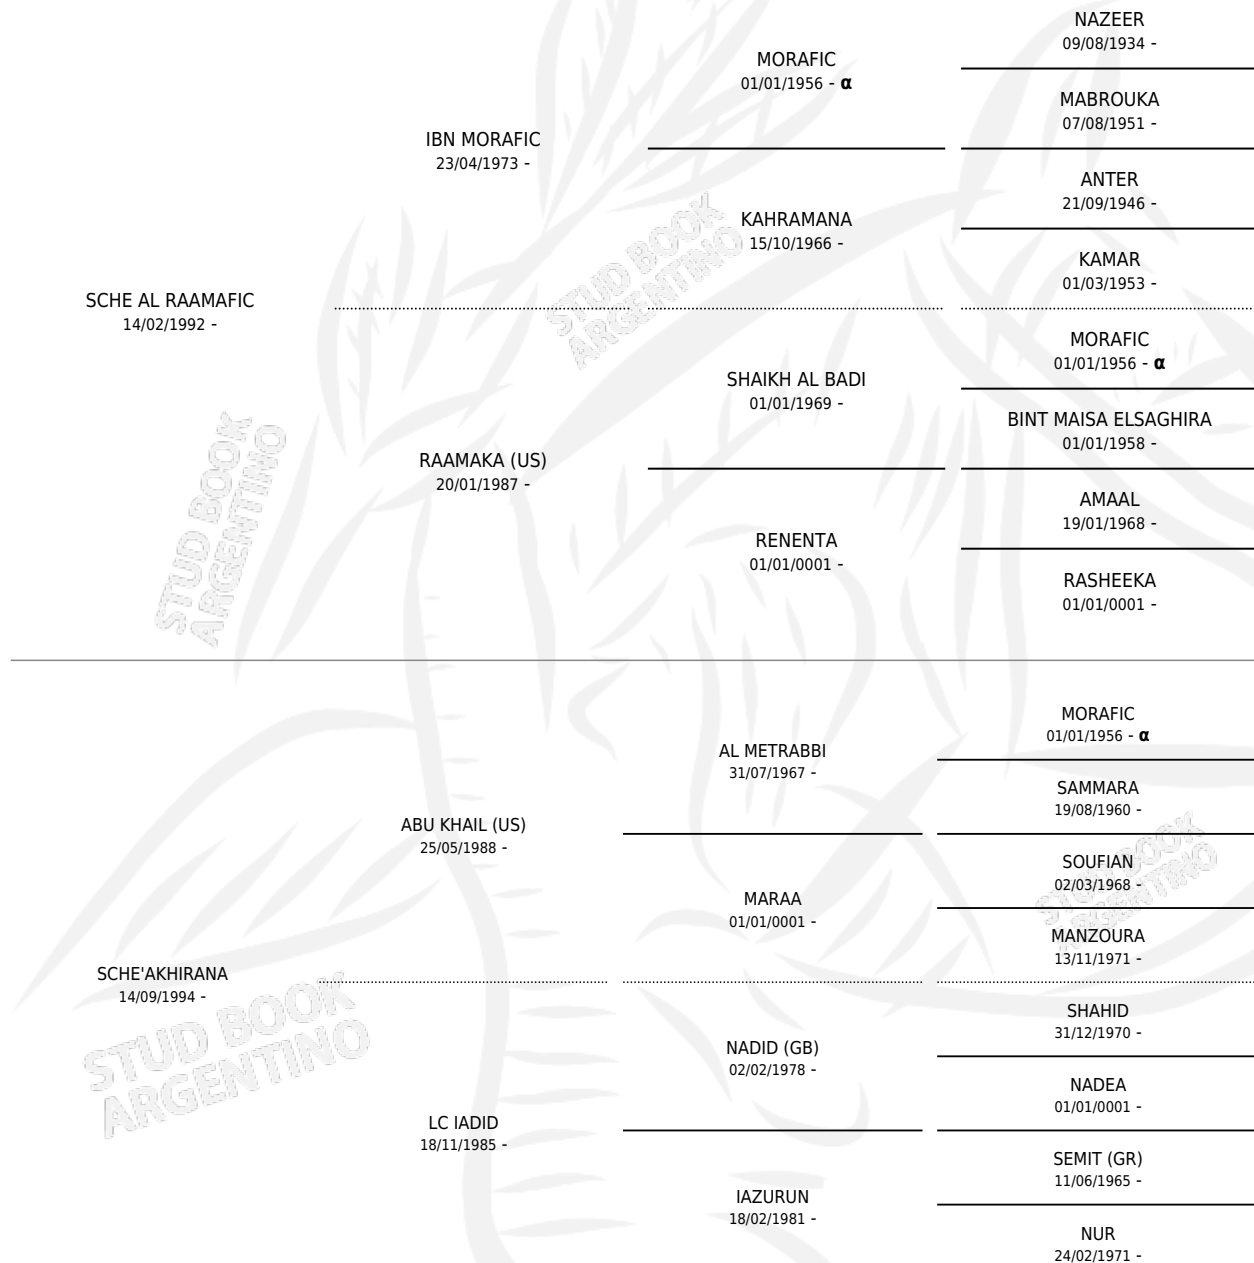 NAZEER
09/08/1934 -
MORAFIC
01/01/1956 - α
MABROUKA
07/08/1951 -
IBN MORAFIC
23/04/1973 -
ANTER
21/09/1946 -
KAHRAMANA
15/10/1966 -
KAMAR
01/03/1953 -
SCHE AL RAAMAFIC
14/02/1992 -
MORAFIC
01/01/1956 - α
SHAIKH AL BADI
01/01/1969 -
BINT MAISA ELSAGHIRA
01/01/1958 -
RAAMAKA (US)
20/01/1987 -
AMAAL
19/01/1968 -
RENENTA
01/01/0001 -
RASHEEKA
01/01/0001 -
MORAFIC
01/01/1956 - α
AL METRABBI
31/07/1967 -
SAMMARA
19/08/1960 -
ABU KHAIL (US)
25/05/1988 -
SOUFIAN
02/03/1968 -
MARAA
01/01/0001 -
MANZOURA
13/11/1971 -
SCHE'AKHIRANA
14/09/1994 -
SHAHID
31/12/1970 -
NADID (GB)
02/02/1978 -
NADEA
01/01/0001 -
LC IADID
18/11/1985 -
SEMIT (GR)
11/06/1965 -
IAZURUN
18/02/1981 -
NUR
24/02/1971 -
STUD BOOK
ARGENTINO
STUD BOOK
ARGENTINO
STUD BOOK
ARGENTINO
STUD BOOK
ARGENTINO